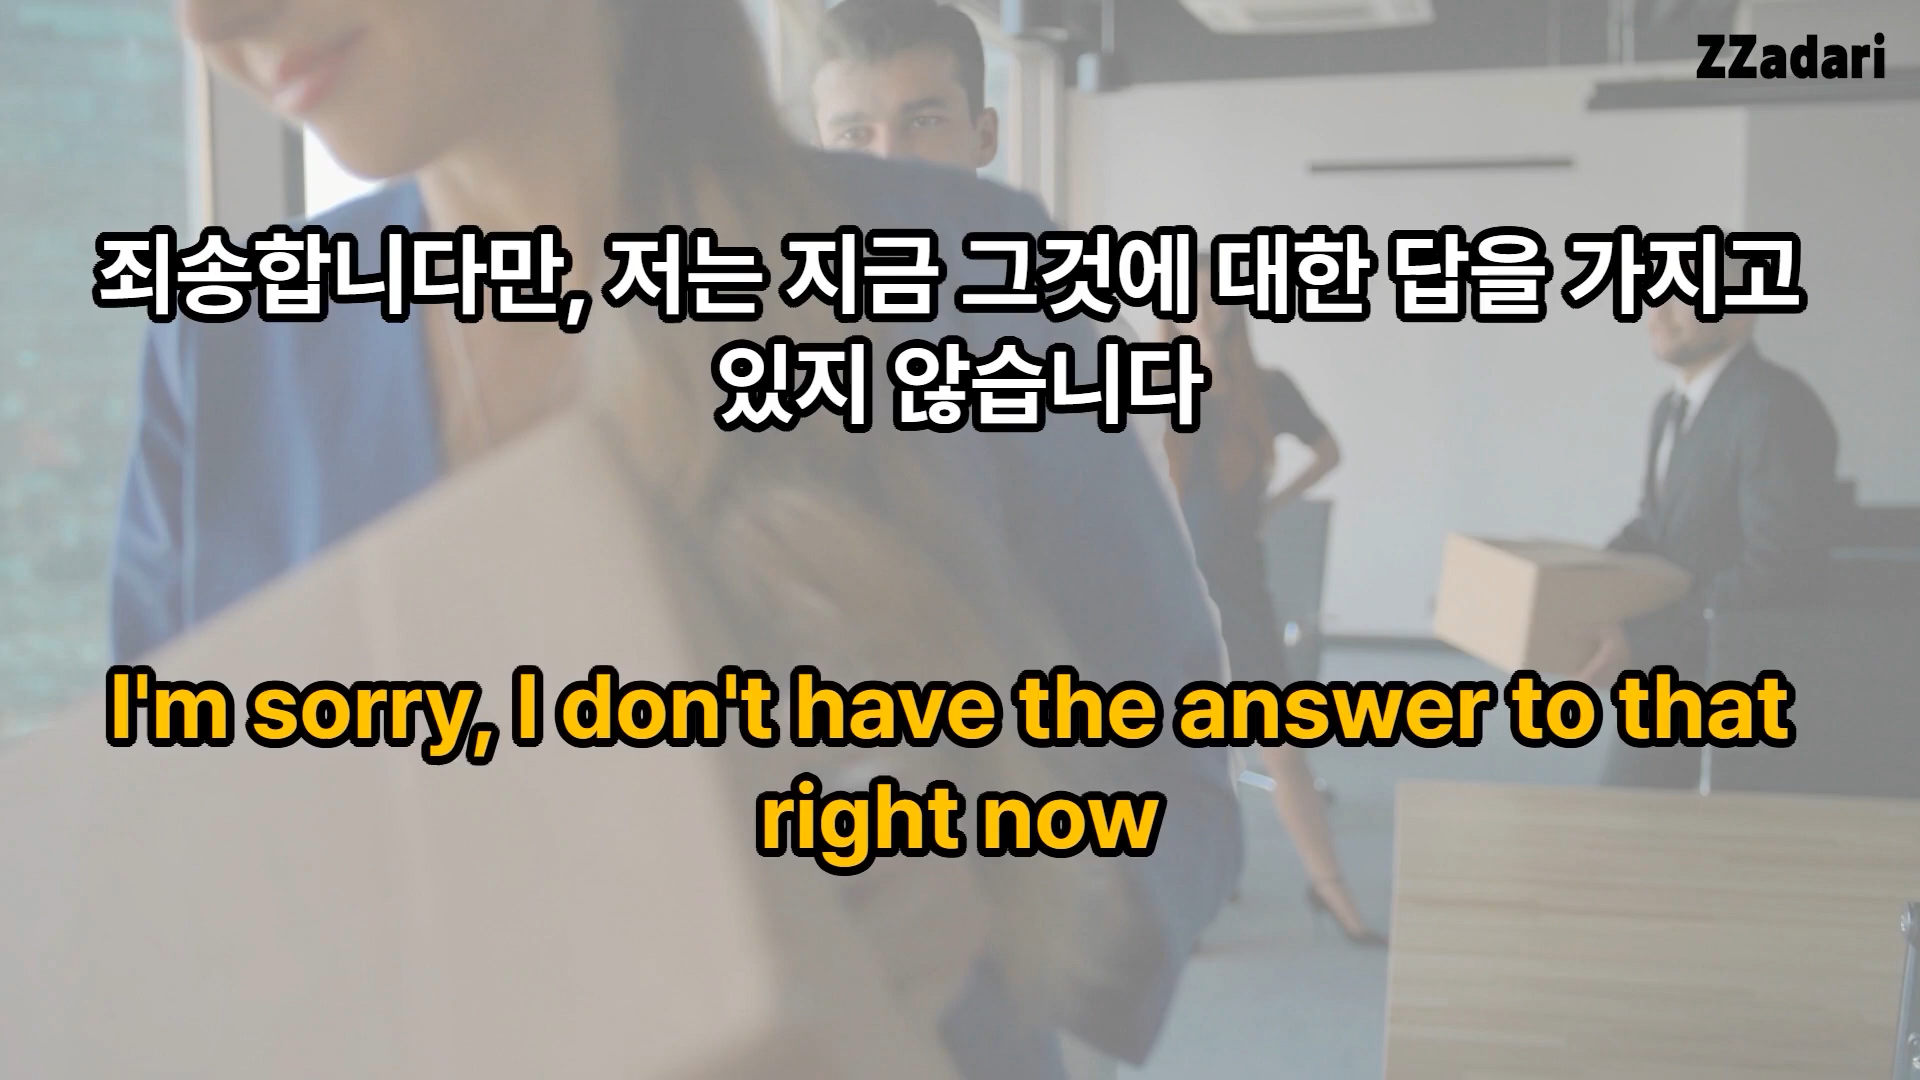 ZZadari
죄송합니다만, 저는 지금 그것에 대한 답을 가지고
있지 않습니다
I'm sorry, I don't have the answer to that
right now